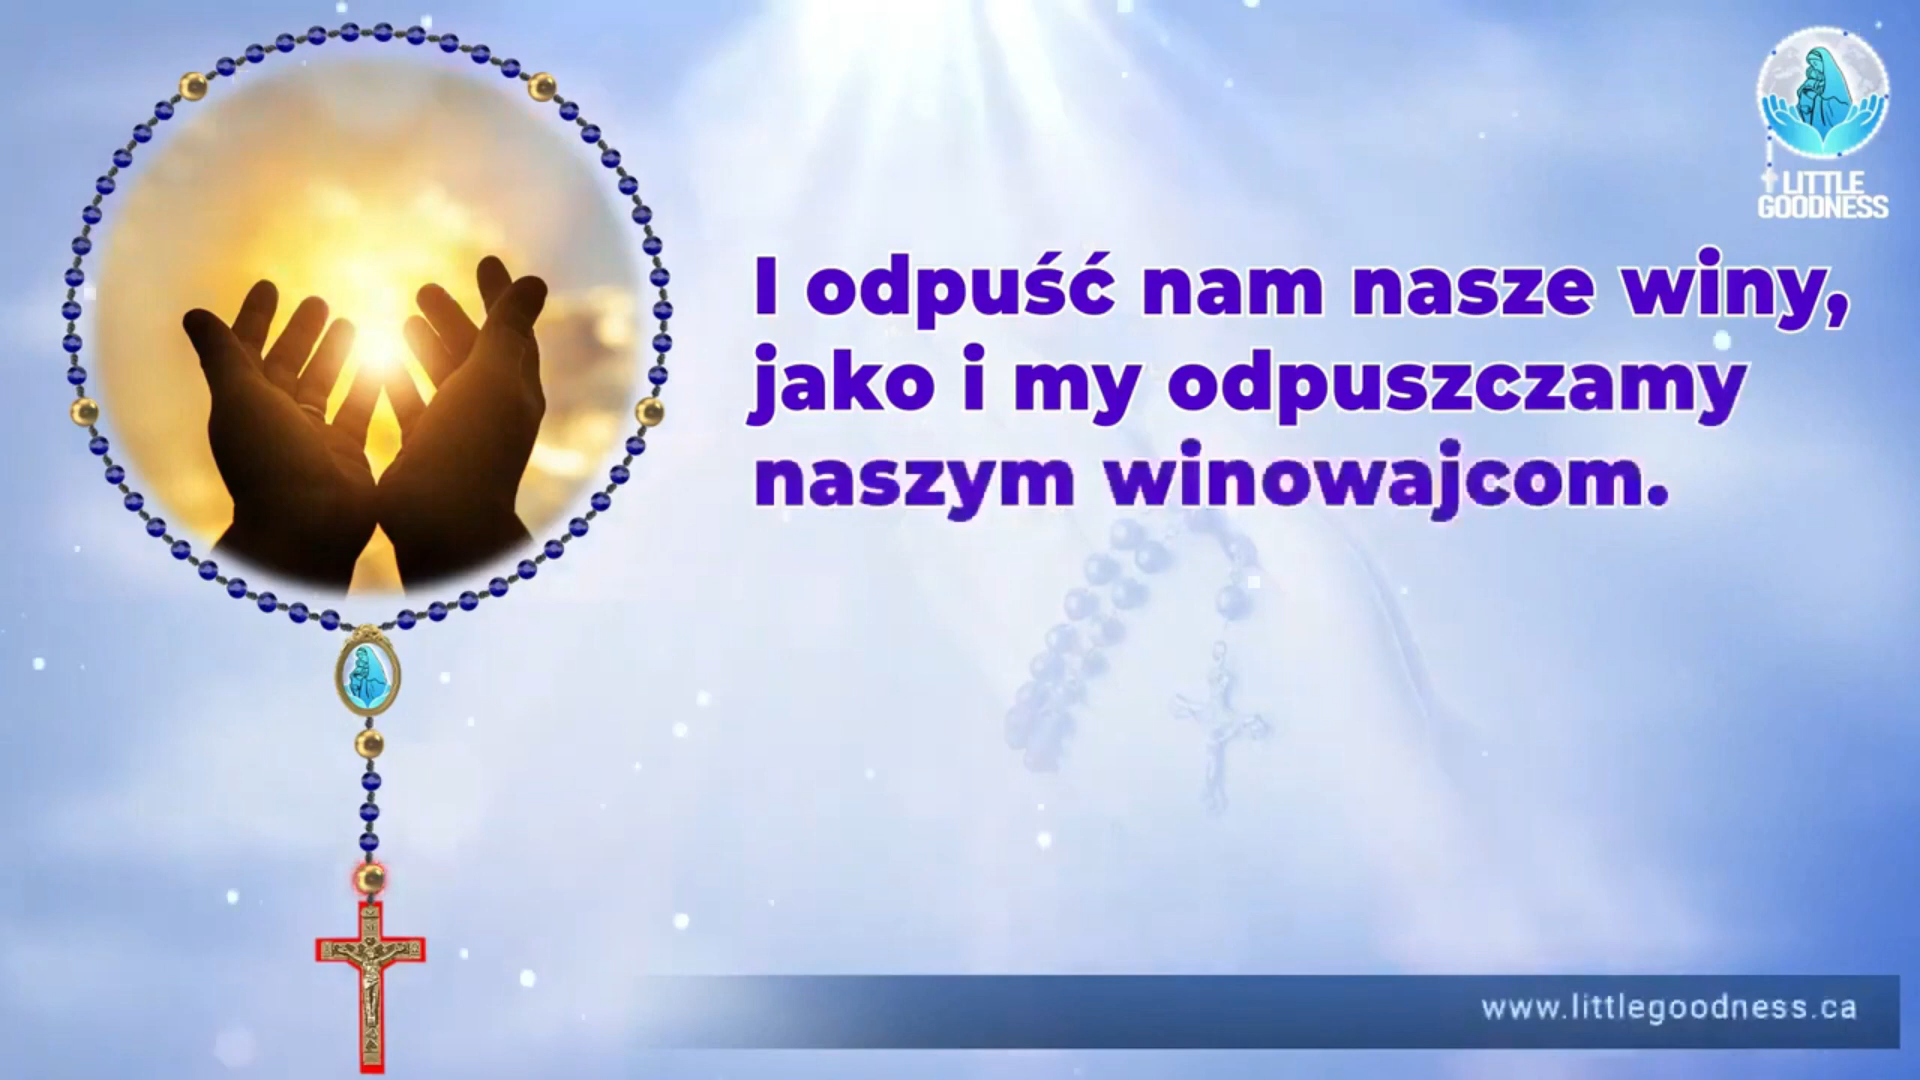 LITTLE
GOODNESS
I odpuść nam nasze winy,
jako i my odpuszczamy
naszym winowajcom.
www.littlegoodness.ca